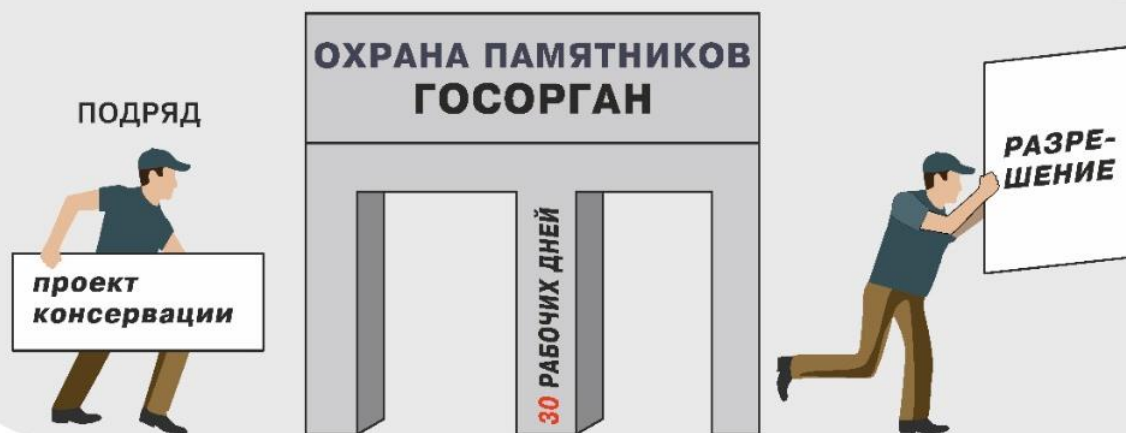 ПОДРЯД
проект
консервации
ОХРАНА ПАМЯТНИКОВ
ГОСОРГАН
30 РАБОЧИХ ДНЕЙ
РАЗРЕ-
ШЕНИЕ